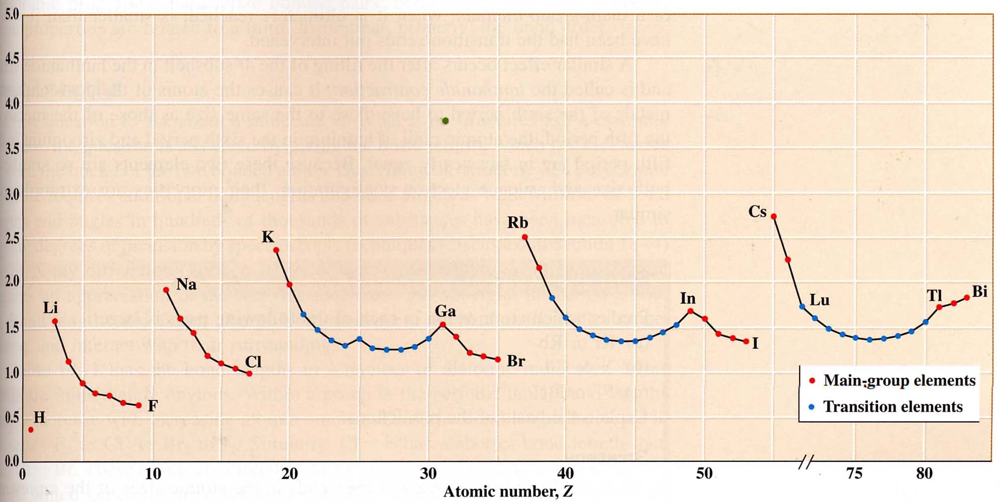 5.0
4.5
4.0
3.5
3.0
2.5
2.0
1.5
1.0
0.5
0.0
H
Li
F
Na
Cl
K
Ga
Br
Rb
In
I
Cs
Lu
Tl
Bi
Main-group elements
Transition elements
0 10 20 30 40 50 75 80
Atomic number, Z